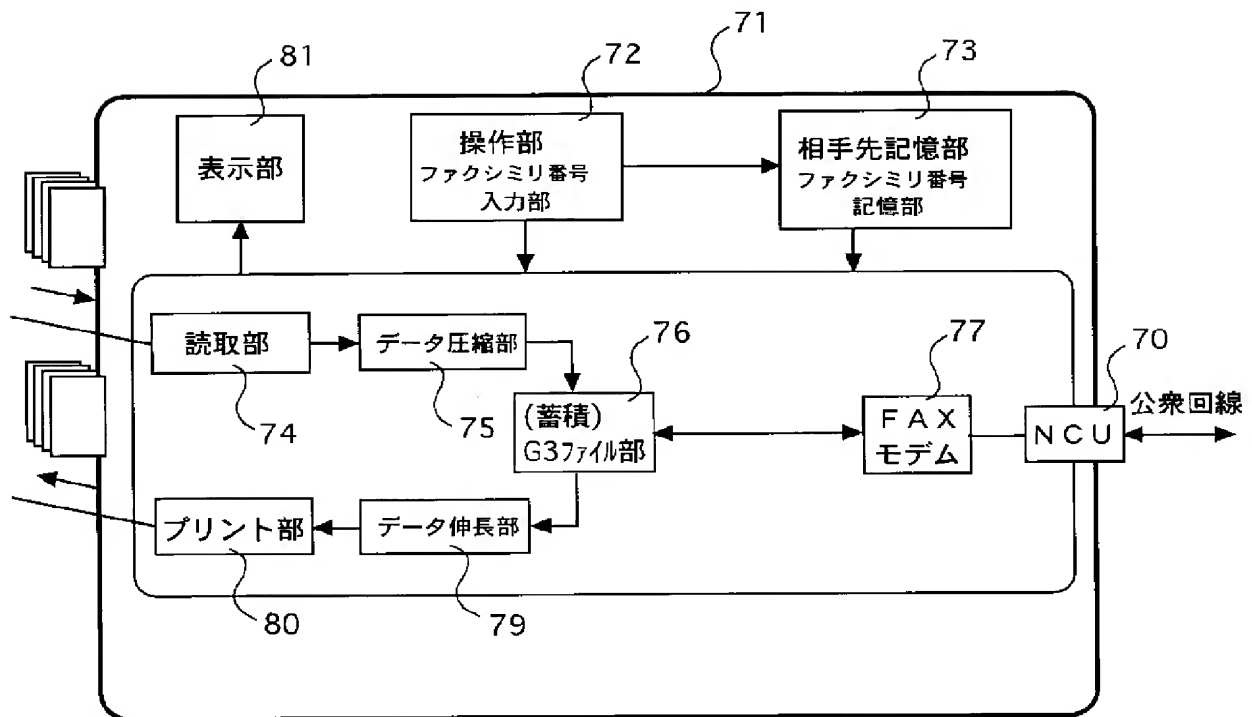 71
81
72
73
表示部
操作部
ファクシミリ番号
入力部
相手先記憶部
ファクシミリ番号
記憶部
読取部
データ圧縮部
74
75
76
(蓄積)
G3ファイル部
77
FAX
モデム
70
NCU
公衆回線
プリント部
データ伸長部
80
79